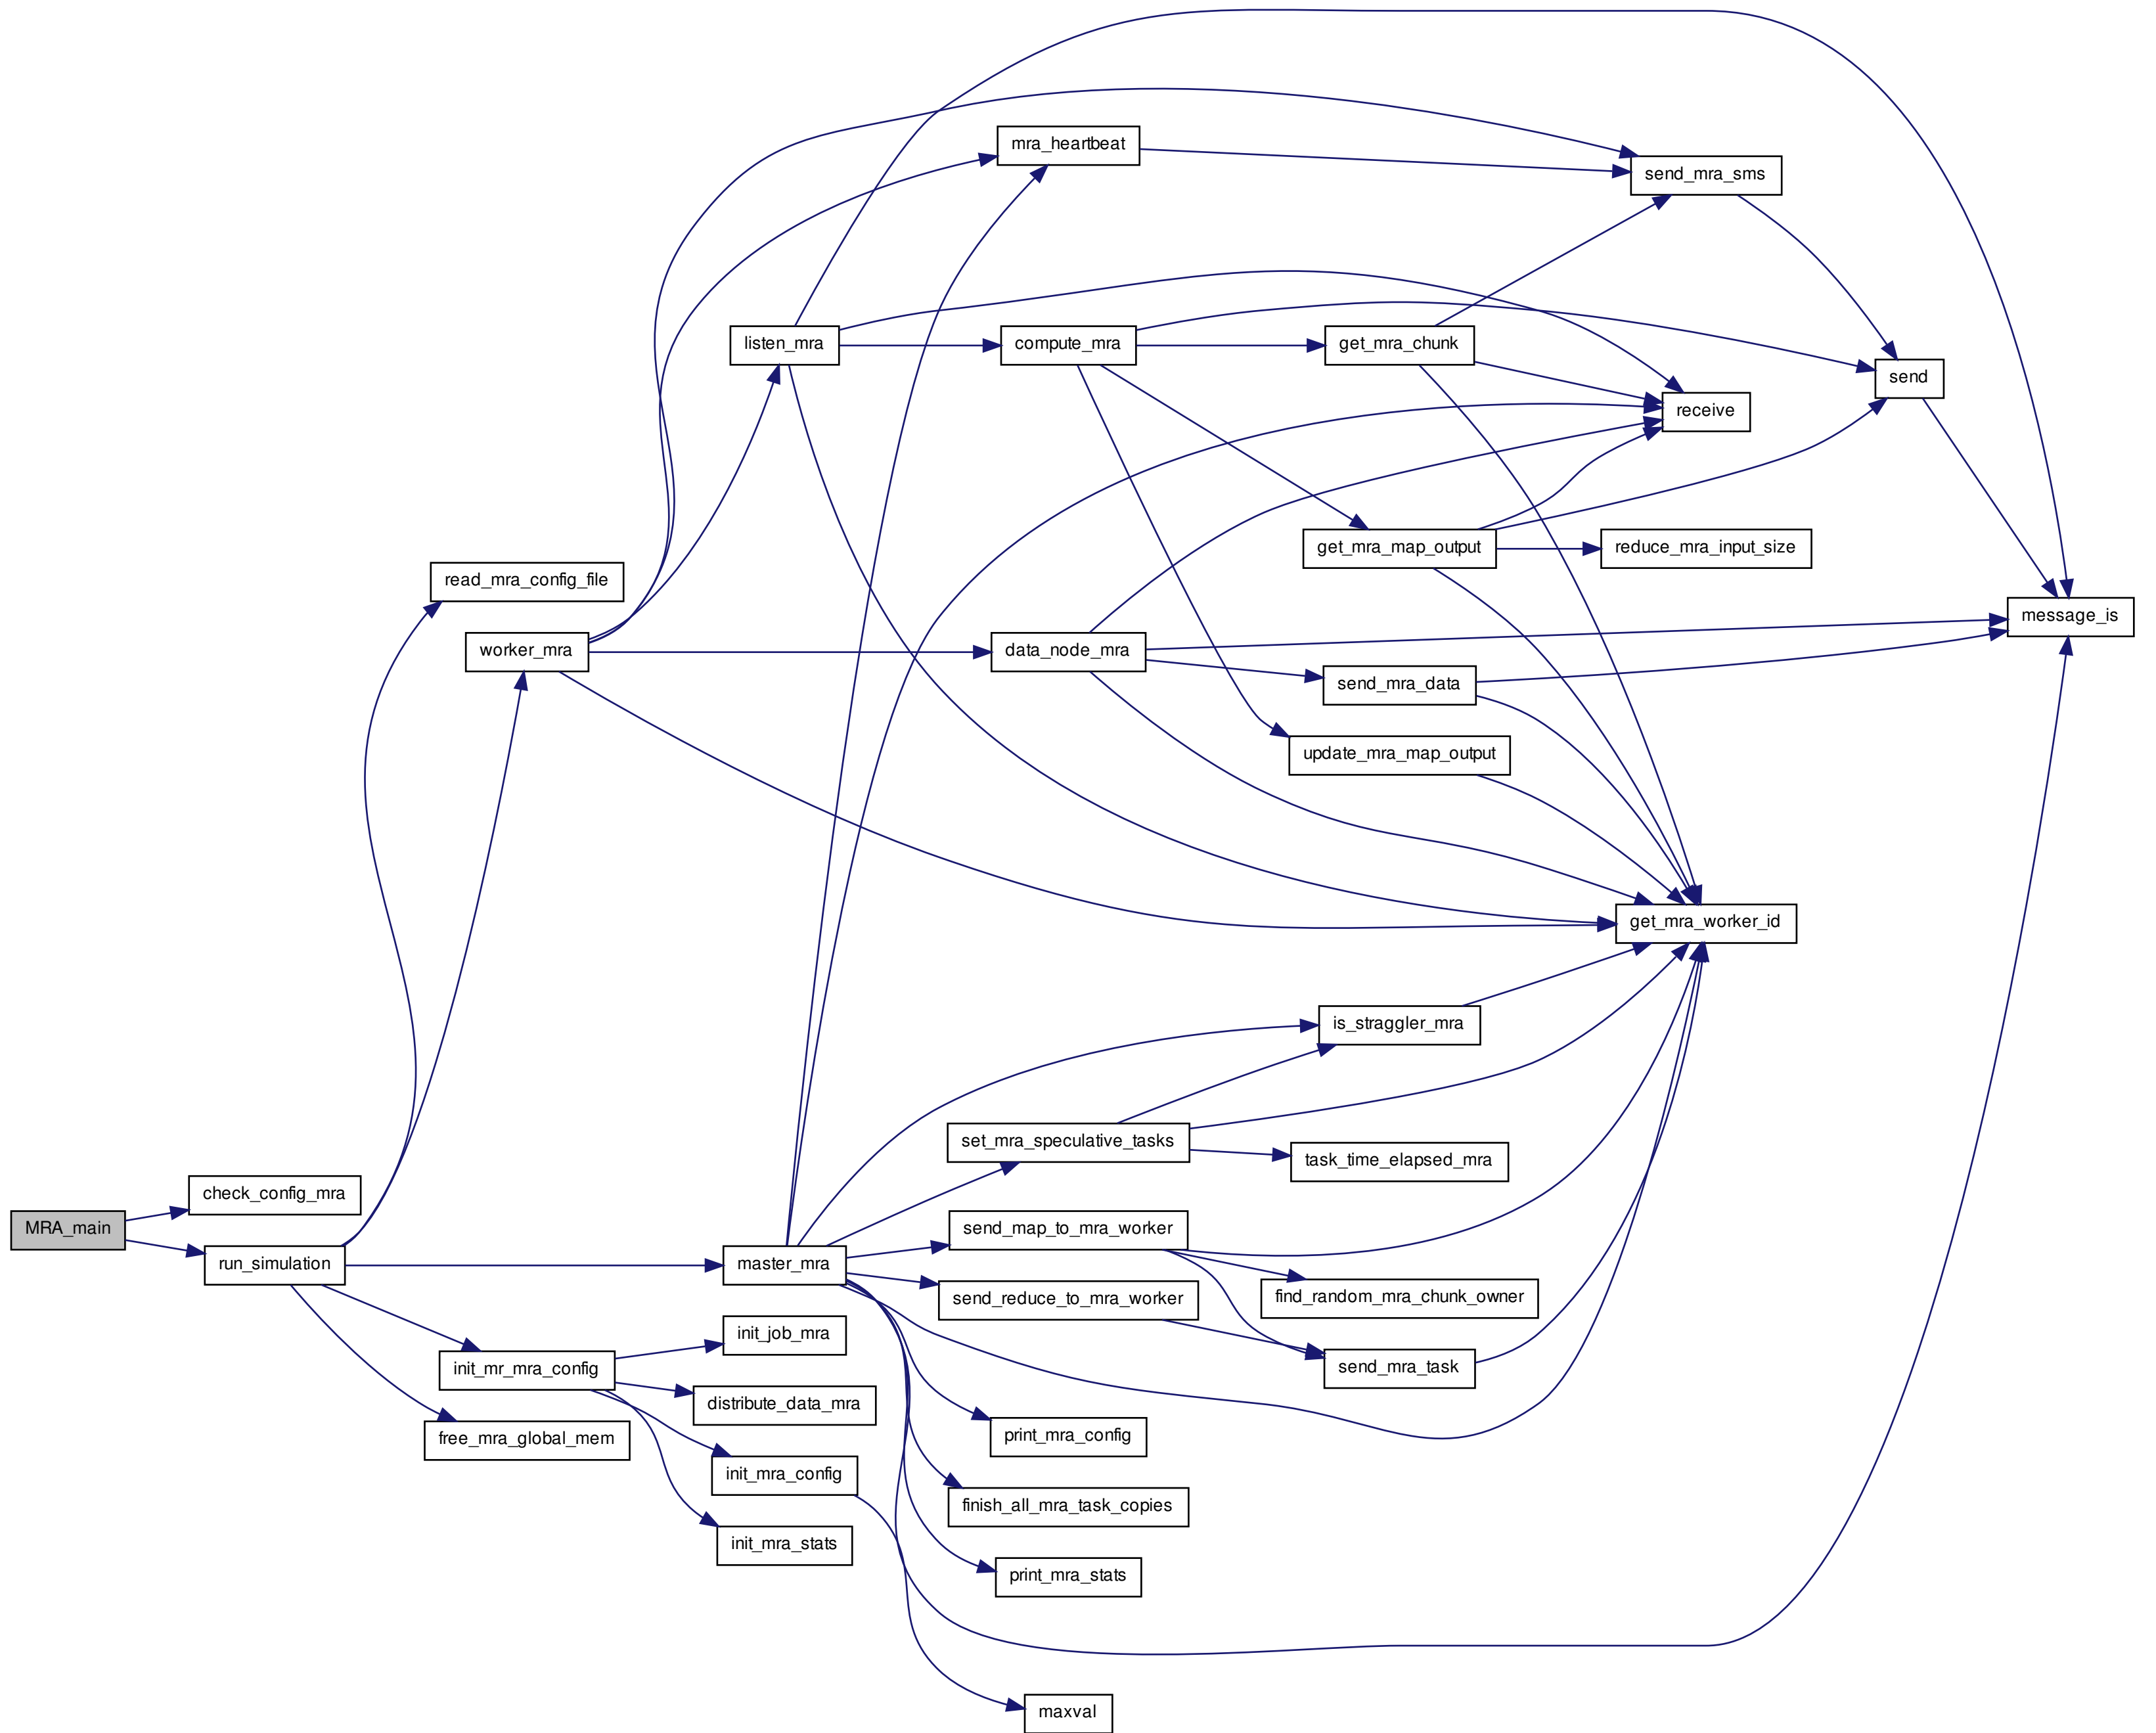 mra_heartbeat
send_mra_sms
listen_mra
compute_mra
get_mra_chunk
send
receive
get_mra_map_output
reduce_mra_input_size
read_mra_config_file
message_is
worker_mra
data_node_mra
send_mra_data
update_mra_map_output
get_mra_worker_id
is_straggler_mra
set_mra_speculative_tasks
task_time_elapsed_mra
check_config_mra
MRA_main
send_map_to_mra_worker
run_simulation
master_mra
find_random_mra_chunk_owner
send_reduce_to_mra_worker
init_job_mra
init_mr_mra_config
send_mra_task
distribute_data_mra
free_mra_global_mem
print_mra_config
init_mra_config
finish_all_mra_task_copies
init_mra_stats
print_mra_stats
maxval